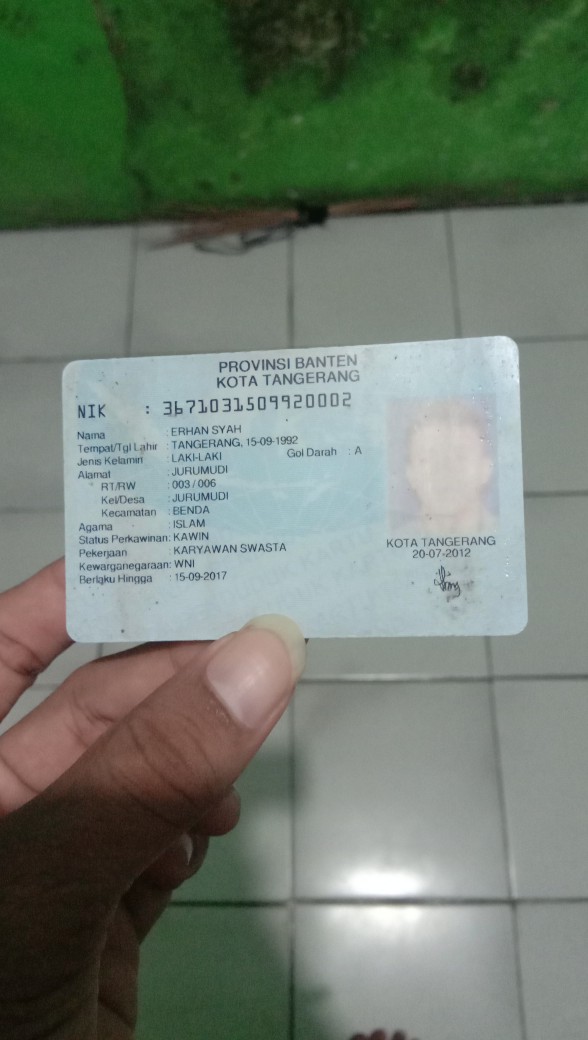 PROVINSI BANTEN
KOTA TANGERANG
NIK : 3671031509920002
Nama : ERHAN SYAH
Tempat/Tgl Lahir : TANGERANG, 15-09-1992
Jenis Kelamin : LAKI-LAKI Gol Darah : A
Alamat : JURUMUDI
RT/RW : 003 / 006
Kel/Desa : JURUMUDI
Kecamatan : BENDA
Agama : ISLAM
Status Perkawinan: KAWIN
Pekerjaan : KARYAWAN SWASTA
Kewarganegaraan: WNI
Berlaku Hingga : 15-09-2017
KOTA TANGERANG
20-07-2012